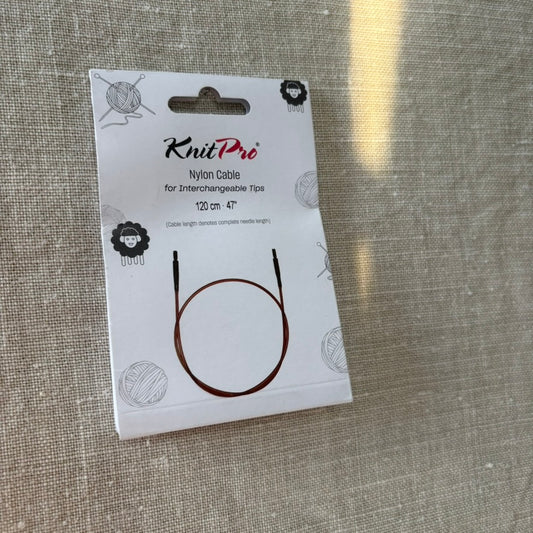 KnitPro®
Nylon Cable
for Interchangeable Tips
120 cm · 47"
(Cable length denotes complete needle length)